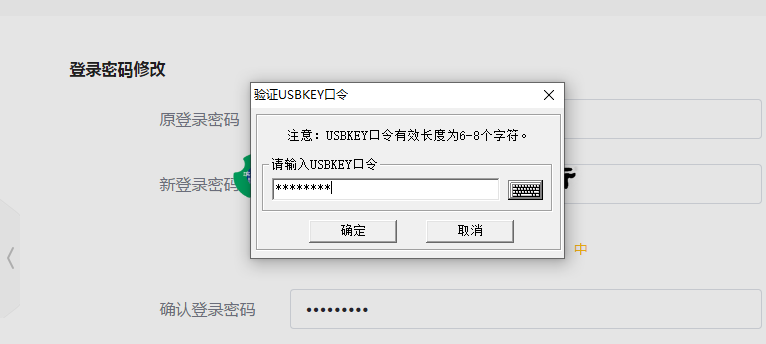 登录密码修改
验证USBKEY口令
原登录密码
注意：USBKEY口令有效长度为6-8个字符。
请输入USBKEY口令
新登录密码
********
确定 取消
中
确认登录密码
•••••••••